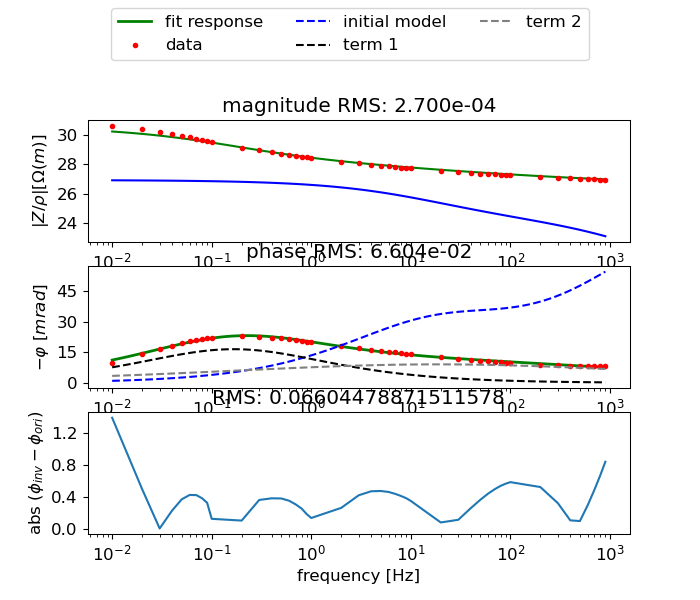 fit response
data
initial model
term 1
term 2
magnitude RMS: 2.700e-04
|Z/ρ|[Ω(m)]
30
28
26
24
10⁻² 10⁻¹ 10⁰ 10¹ 10² 10³
phase RMS: 6.604e-02
−φ [mrad]
45
30
15
0
10⁻² 10⁻¹ 10⁰ 10¹ 10² 10³
RMS: 0.06604478871511578
abs (ϕinv − ϕori)
1.2
0.8
0.4
0.0
10⁻² 10⁻¹ 10⁰ 10¹ 10² 10³
frequency [Hz]